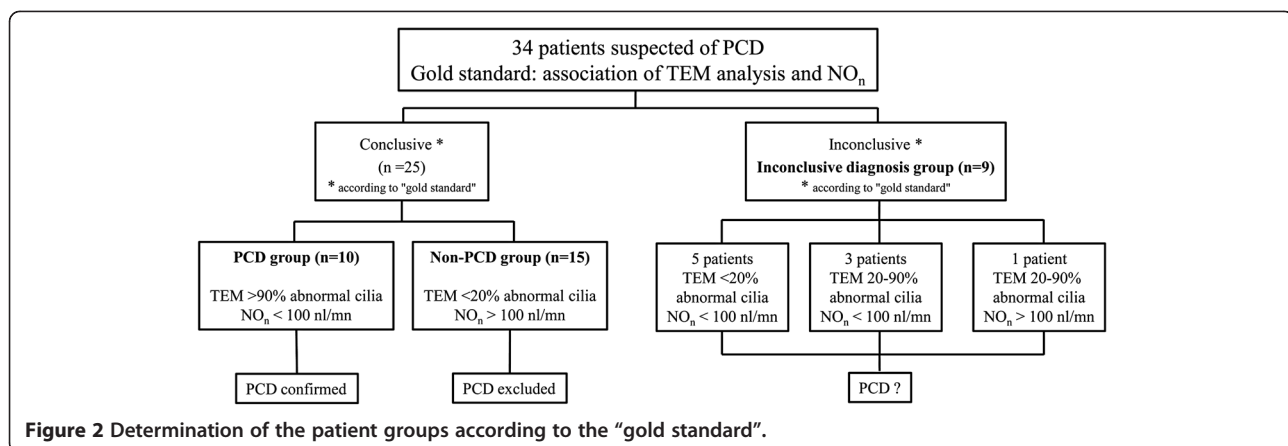 34 patients suspected of PCD
Gold standard: association of TEM analysis and NOn
Conclusive *
(n =25)
* according to "gold standard"
Inconclusive *
Inconclusive diagnosis group (n=9)
* according to "gold standard"
PCD group (n=10)
TEM >90% abnormal cilia
NOn < 100 nl/mn
Non-PCD group (n=15)
TEM <20% abnormal cilia
NOn > 100 nl/mn
5 patients
TEM <20%
abnormal cilia
NOn < 100 nl/mn
3 patients
TEM 20-90%
abnormal cilia
NOn < 100 nl/mn
1 patient
TEM 20-90%
abnormal cilia
NOn > 100 nl/mn
PCD confirmed
PCD excluded
PCD ?
Figure 2 Determination of the patient groups according to the “gold standard”.